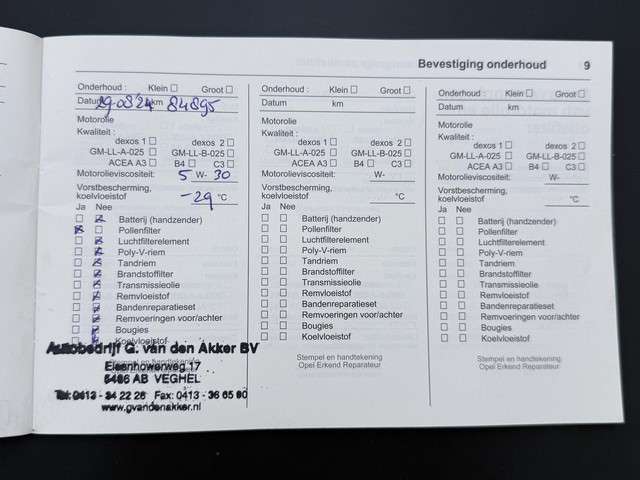 Bevestiging onderhoud 9
Onderhoud : Klein Groot
Datum 29-08-24 km 84895
Motorolie
Kwaliteit :
dexos 1 dexos 2
GM-LL-A-025 GM-LL-B-025
ACEA A3 B4 C3
Motorolieviscositeit: 5 W- 30
Vorstbescherming,
koelvloeistof -29 °C
Ja Nee
Batterij (handzender)
Pollenfilter
Luchtfilterelement
Poly-V-riem
Tandriem
Brandstoffilter
Transmissieolie
Remvloeistof
Bandenreparatieset
Remvoeringen voor/achter
Bougies
Koelvloeistof
Stempel en handtekening
Opel Erkend Reparateur
Autobedrijf G. van den Akker BV
Eisenhowerweg 17
5466 AB VEGHEL
Tel: 0413 - 34 22 26 Fax: 0413 - 36 65 90
www.gvandenakker.nl
Onderhoud : Klein Groot
Datum km
Motorolie
Kwaliteit :
dexos 1 dexos 2
GM-LL-A-025 GM-LL-B-025
ACEA A3 B4 C3
Motorolieviscositeit: W-
Vorstbescherming,
koelvloeistof °C
Ja Nee
Batterij (handzender)
Pollenfilter
Luchtfilterelement
Poly-V-riem
Tandriem
Brandstoffilter
Transmissieolie
Remvloeistof
Bandenreparatieset
Remvoeringen voor/achter
Bougies
Koelvloeistof
Stempel en handtekening
Opel Erkend Reparateur
Onderhoud : Klein Groot
Datum km
Motorolie
Kwaliteit :
dexos 1 dexos 2
GM-LL-A-025 GM-LL-B-025
ACEA A3 B4 C3
Motorolieviscositeit: W-
Vorstbescherming,
koelvloeistof °C
Ja Nee
Batterij (handzender)
Pollenfilter
Luchtfilterelement
Poly-V-riem
Tandriem
Brandstoffilter
Transmissieolie
Remvloeistof
Bandenreparatieset
Remvoeringen voor/achter
Bougies
Koelvloeistof
Stempel en handtekening
Opel Erkend Reparateur